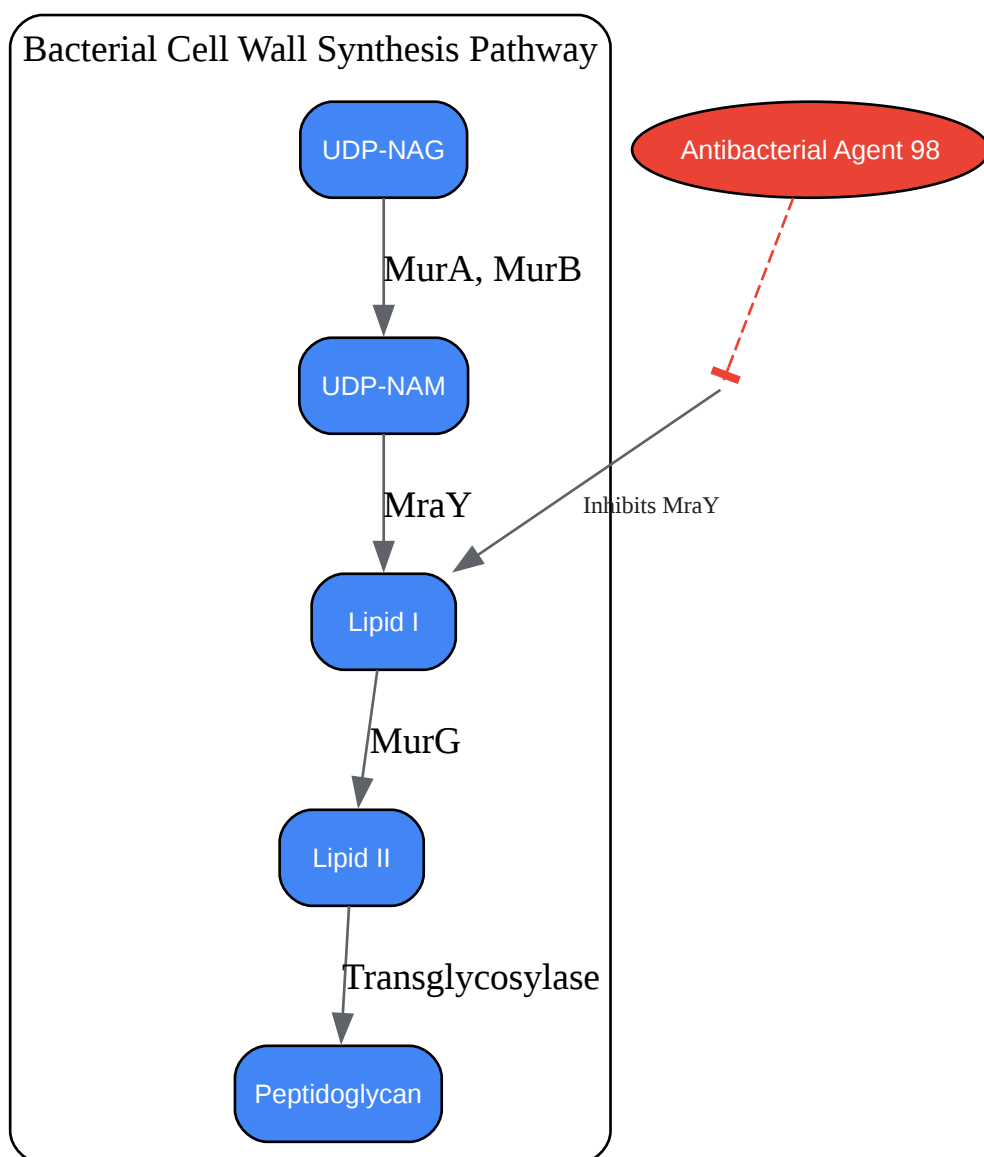 Bacterial Cell Wall Synthesis Pathway
UDP-NAG
Antibacterial Agent 98
MurA, MurB
UDP-NAM
MraY
Inhibits MraY
Lipid I
MurG
Lipid II
Transglycosylase
Peptidoglycan